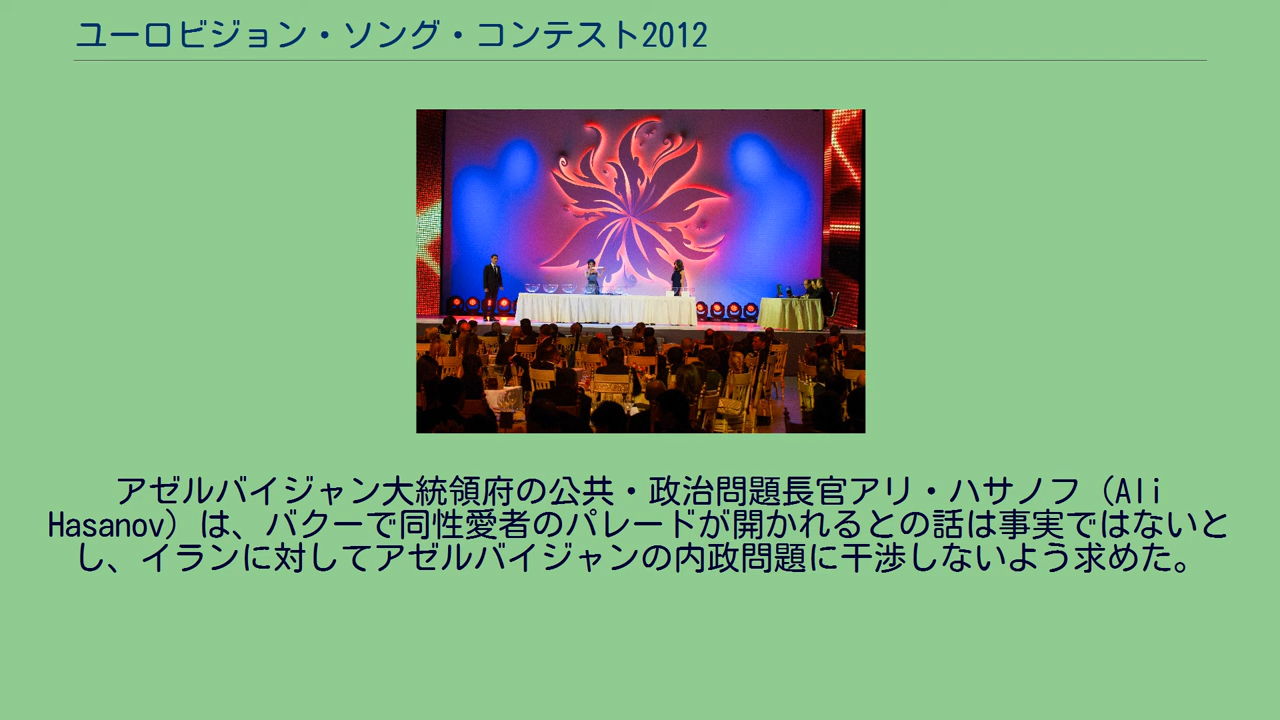 ユーロビジョン・ソング・コンテスト2012
アゼルバイジャン大統領府の公共・政治問題長官アリ・ハサノフ（Ali
Hasanov）は、バクーで同性愛者のパレードが開かれるとの話は事実ではないと
し、イランに対してアゼルバイジャンの内政問題に干渉しないよう求めた。